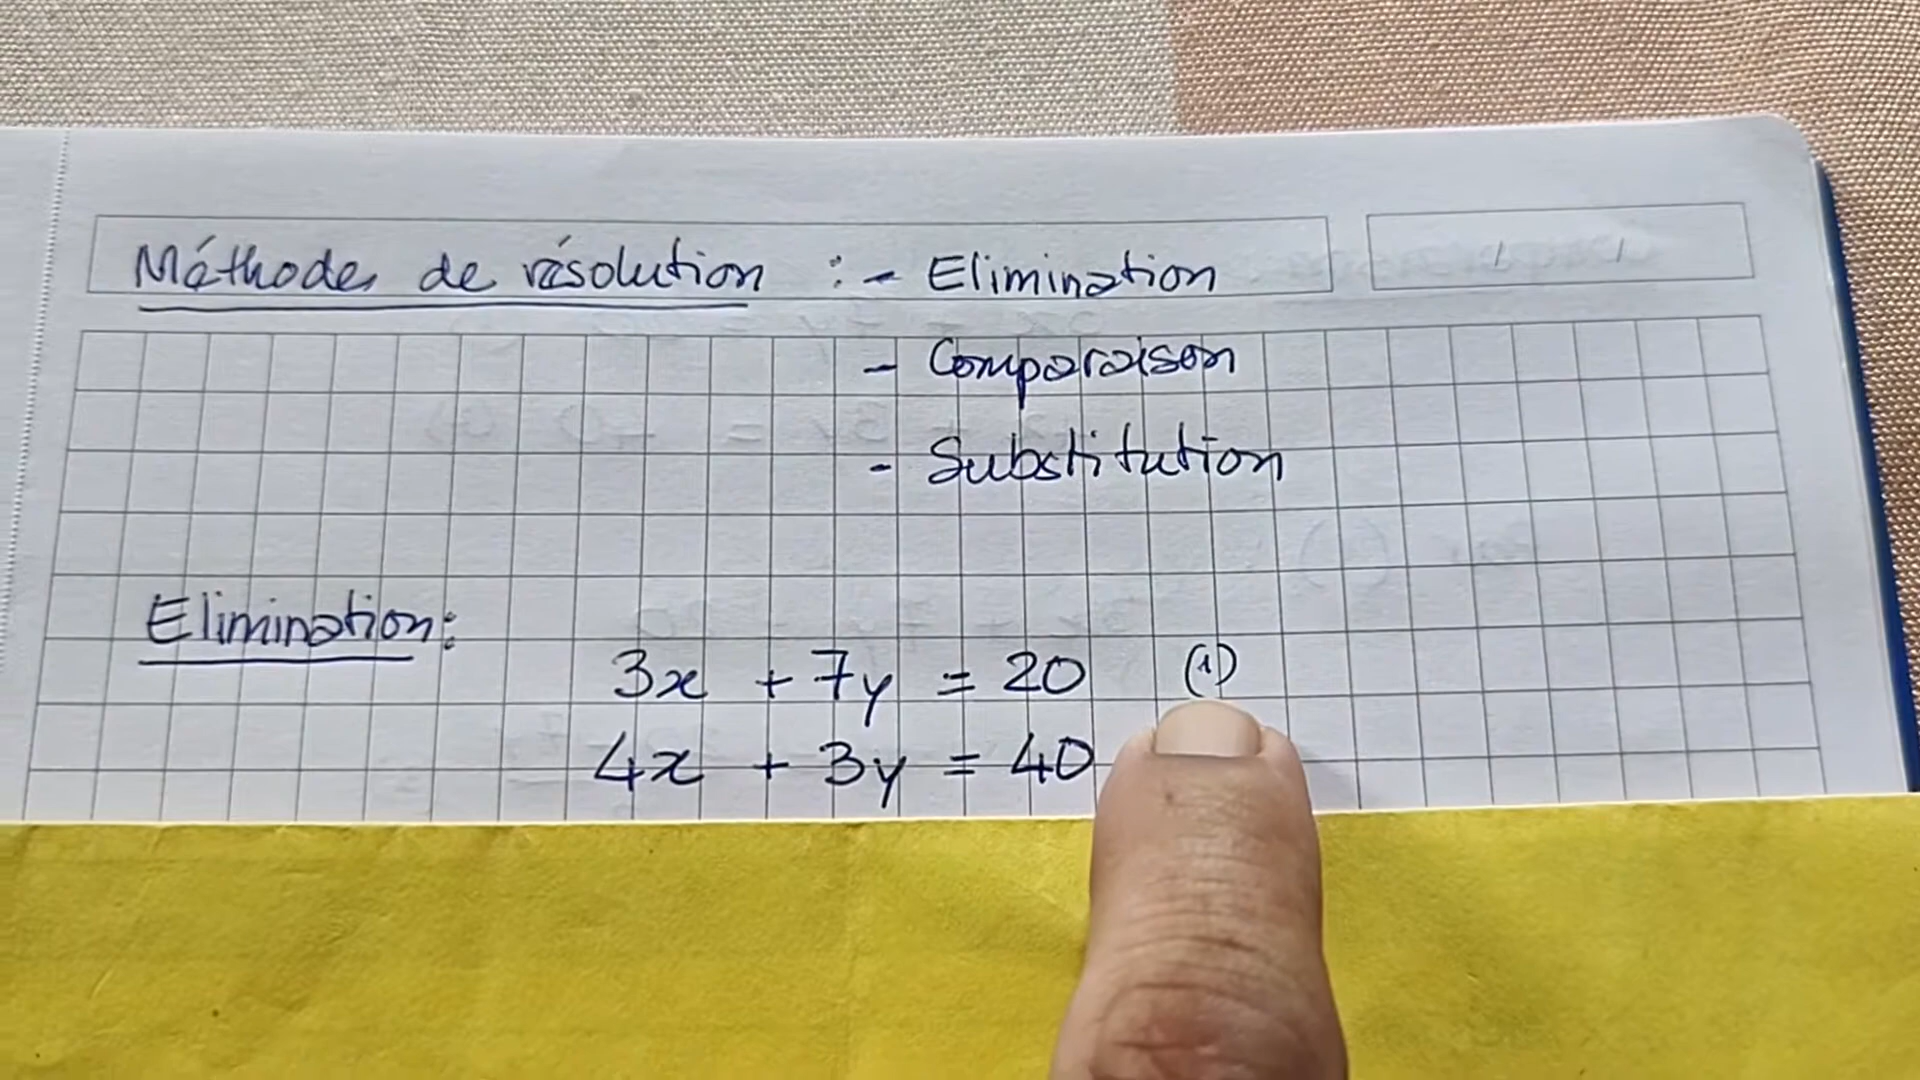 Méthodes de résolution : - Elimination
- Comparaison
- Substitution
Elimination:
3x + 7y = 20 (1)
4x + 3y = 40